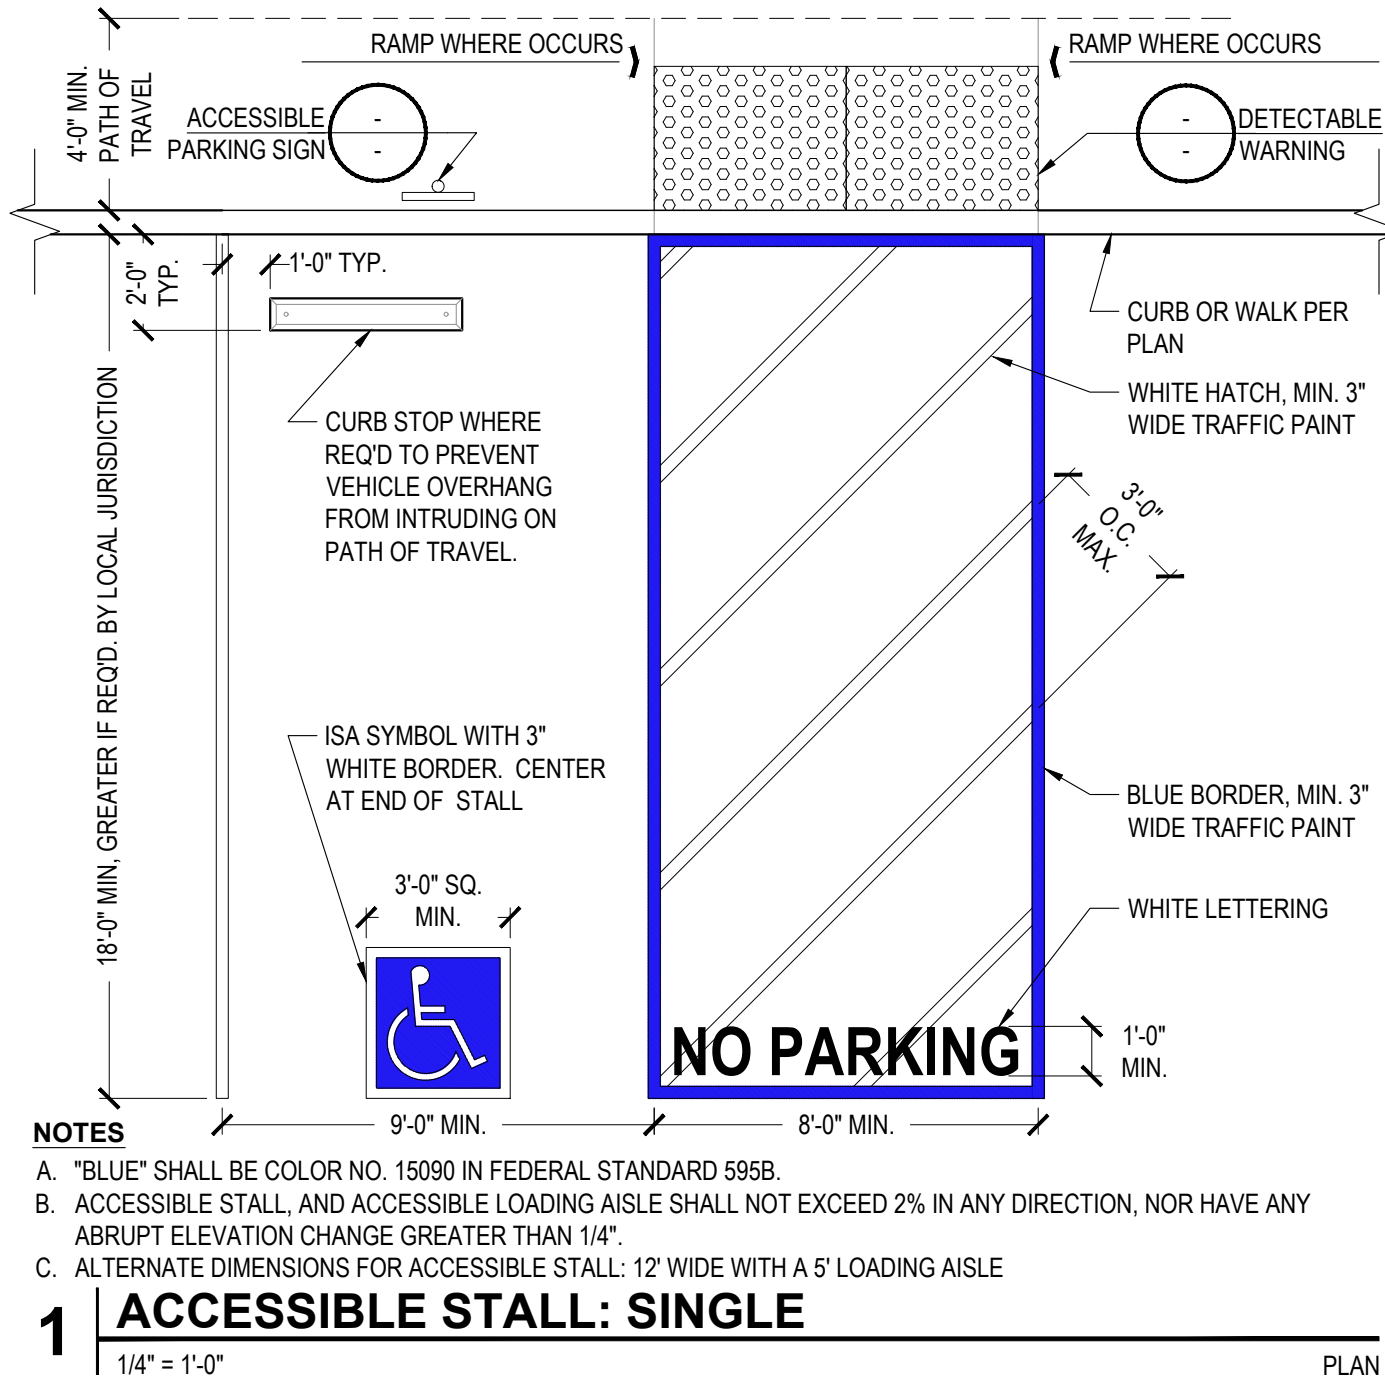 RAMP WHERE OCCURS
RAMP WHERE OCCURS
4'-0" MIN.
PATH OF
TRAVEL
ACCESSIBLE
PARKING SIGN
-
-
-
-
DETECTABLE
WARNING
2'-0"
TYP.
1'-0" TYP.
CURB OR WALK PER
PLAN
WHITE HATCH, MIN. 3"
WIDE TRAFFIC PAINT
CURB STOP WHERE
REQ'D TO PREVENT
VEHICLE OVERHANG
FROM INTRUDING ON
PATH OF TRAVEL.
3'-0"
O.C.
MAX.
18'-0" MIN, GREATER IF REQ'D. BY LOCAL JURISDICTION
ISA SYMBOL WITH 3"
WHITE BORDER. CENTER
AT END OF STALL
BLUE BORDER, MIN. 3"
WIDE TRAFFIC PAINT
3'-0" SQ.
MIN.
WHITE LETTERING
NO PARKING
1'-0"
MIN.
9'-0" MIN.
8'-0" MIN.
NOTES
A. "BLUE" SHALL BE COLOR NO. 15090 IN FEDERAL STANDARD 595B.
B. ACCESSIBLE STALL, AND ACCESSIBLE LOADING AISLE SHALL NOT EXCEED 2% IN ANY DIRECTION, NOR HAVE ANY
ABRUPT ELEVATION CHANGE GREATER THAN 1/4".
C. ALTERNATE DIMENSIONS FOR ACCESSIBLE STALL: 12' WIDE WITH A 5' LOADING AISLE
1
ACCESSIBLE STALL: SINGLE
1/4" = 1'-0"
PLAN